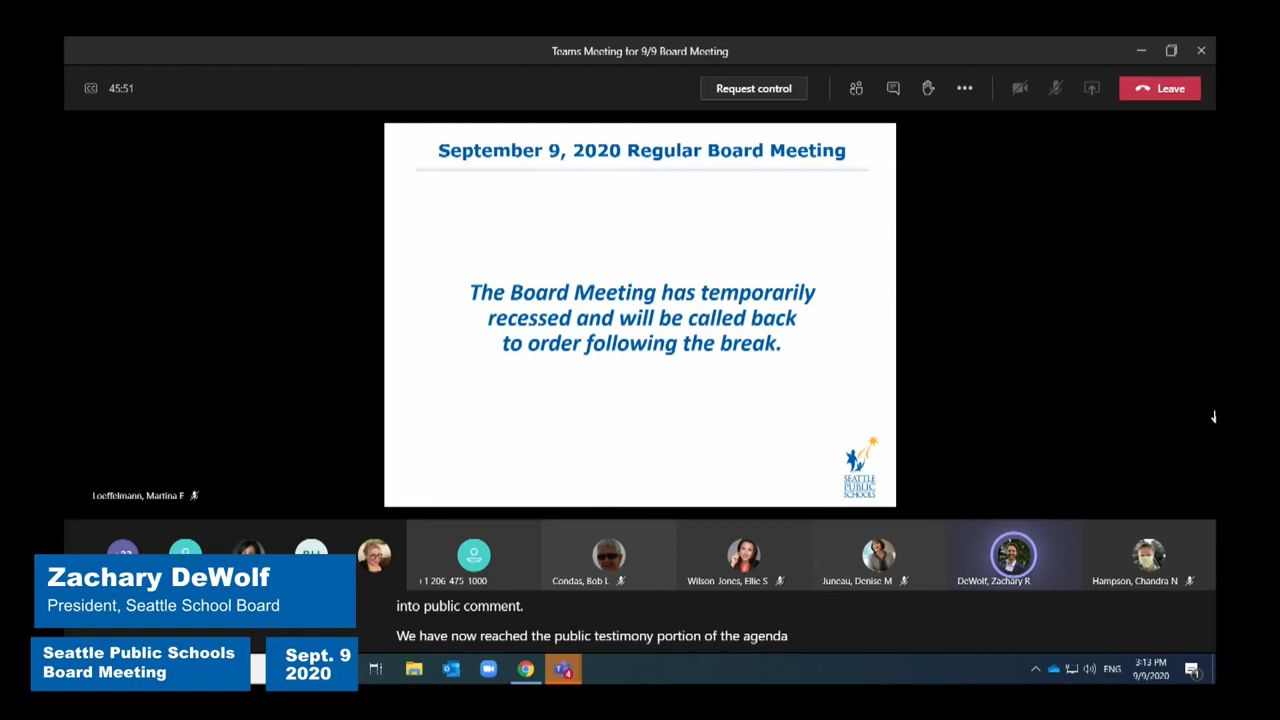 Teams Meeting for 9/9 Board Meeting
CC
45:51
Request control
Leave
September 9, 2020 Regular Board Meeting
The Board Meeting has temporarily
recessed and will be called back
to order following the break.
SEATTLE
PUBLIC
SCHOOLS
Loeffelmann, Martina F
+1 206-475-1000
Condas, Bob L
Wilson Jones, Ellie S
Juneau, Denise M
DeWolf, Zachary R
Hampson, Chandra N
Zachary DeWolf
President, Seattle School Board
into public comment.
We have now reached the public testimony portion of the agenda
Seattle Public Schools
Board Meeting
Sept. 9
2020
4
ENG
3:13 PM
9/9/2020
1